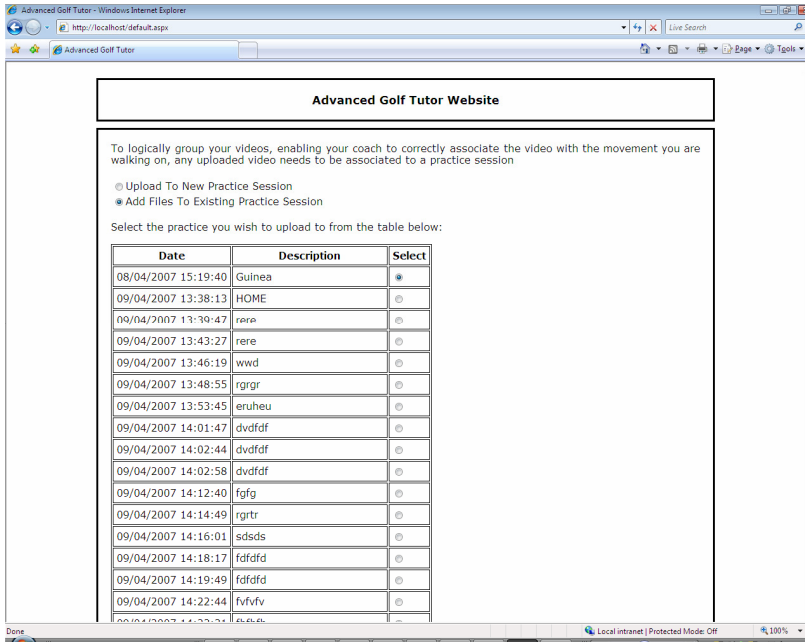 Advanced Golf Tutor - Windows Internet Explorer
http://localhost/default.aspx
Live Search
Advanced Golf Tutor
Page
Tools
Advanced Golf Tutor Website
To logically group your videos, enabling your coach to correctly associate the video with the movement you are
walking on, any uploaded video needs to be associated to a practice session
Upload To New Practice Session
Add Files To Existing Practice Session
Select the practice you wish to upload to from the table below:
Date Description Select
08/04/2007 15:19:40 Guinea
09/04/2007 13:38:13 HOME
09/04/2007 13:39:47 rere
09/04/2007 13:43:27 rere
09/04/2007 13:46:19 wwd
09/04/2007 13:48:55 rgrgr
09/04/2007 13:53:45 eruheu
09/04/2007 14:01:47 dvdfdf
09/04/2007 14:02:44 dvdfdf
09/04/2007 14:02:58 dvdfdf
09/04/2007 14:12:40 fgfg
09/04/2007 14:14:49 rgrtr
09/04/2007 14:16:01 sdsds
09/04/2007 14:18:17 fdfdfd
09/04/2007 14:19:49 fdfdfd
09/04/2007 14:22:44 fvfvfv
Done
Local intranet | Protected Mode: Off
100%